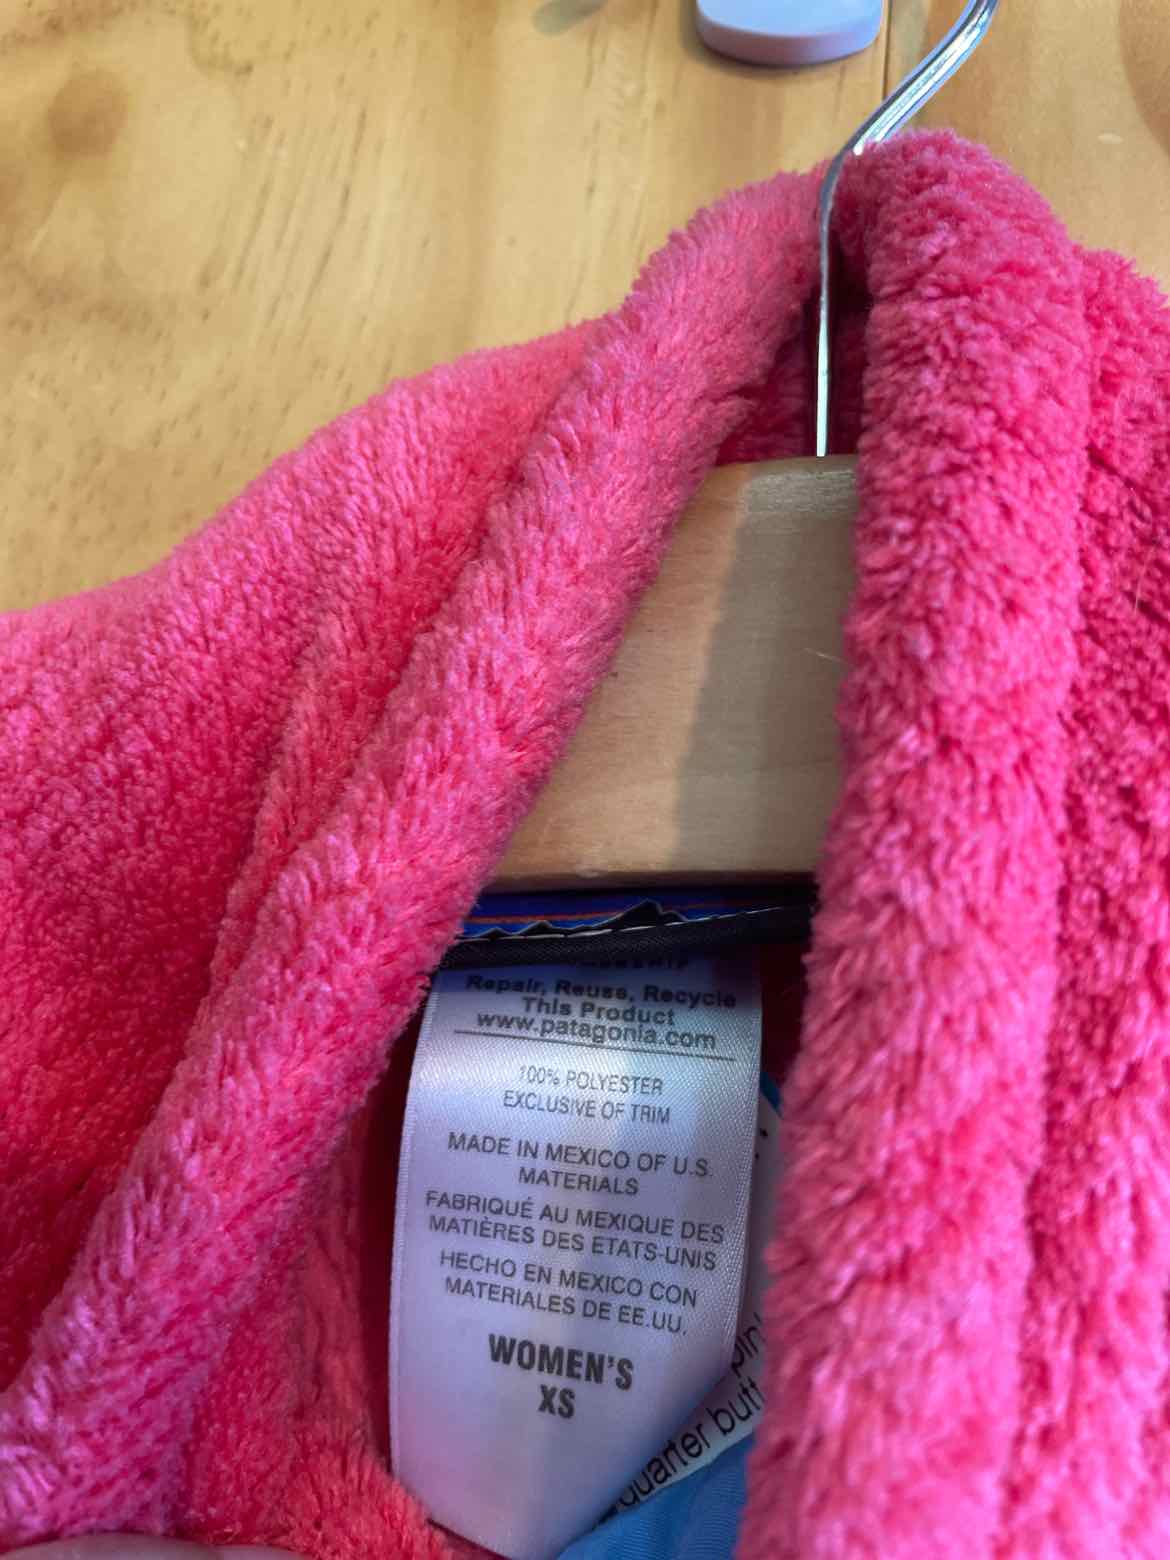 Repair, Reuse, Recycle
This Product
www.patagonia.com
100% POLYESTER
EXCLUSIVE OF TRIM
MADE IN MEXICO OF U.S.
MATERIALS
FABRIQUÉ AU MEXIQUE DES
MATIÈRES DES ETATS-UNIS
HECHO EN MEXICO CON
MATERIALES DE EE.UU.
WOMEN'S
XS
quarter